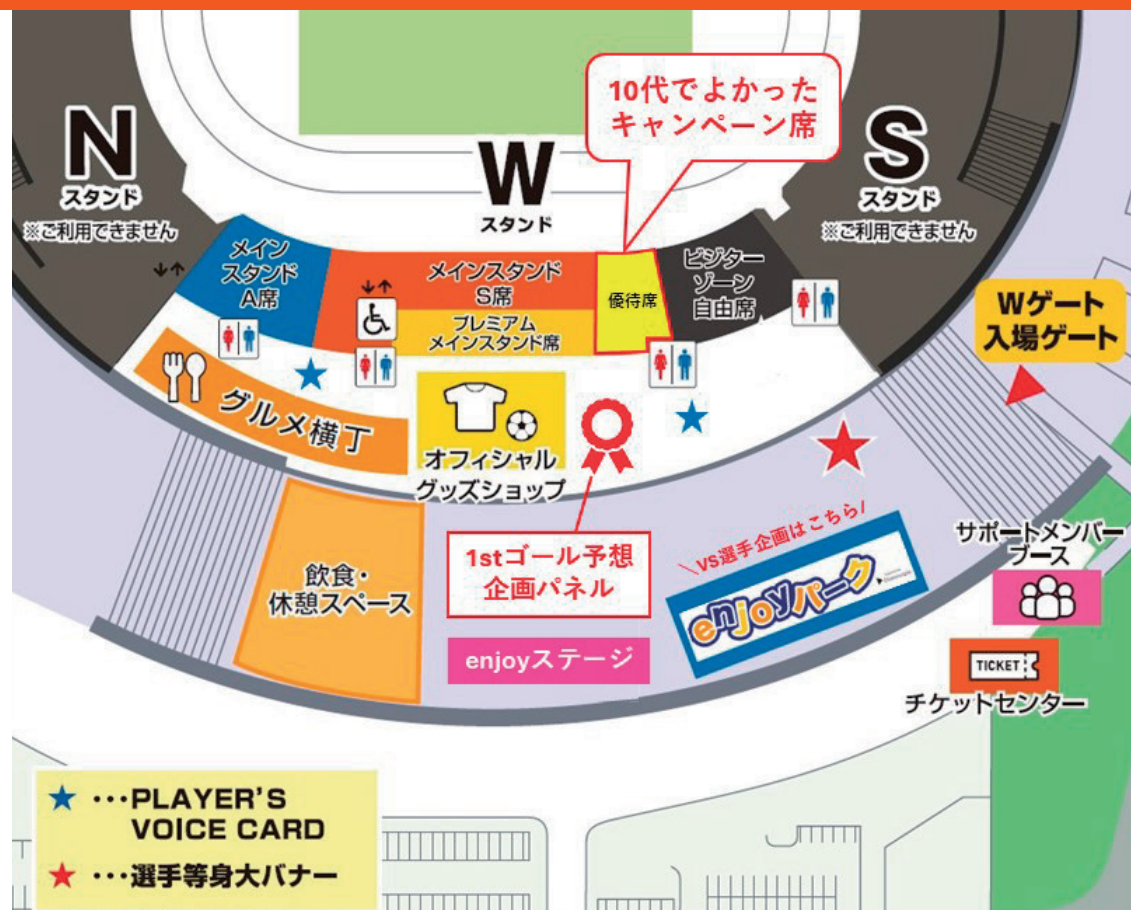 10代でよかった
キャンペーン席
N
スタンド
※ご利用できません
W
スタンド
S
スタンド
※ご利用できません
メイン
スタンド
A席
メインスタンド
S席
プレミアム
メインスタンド席
優待席
ビジター
ゾーン
自由席
Wゲート
入場ゲート
グルメ横丁
オフィシャル
グッズショップ
飲食・
休憩スペース
1stゴール予想
企画パネル
enjoyステージ
\VS選手企画はこちら/
enjoyパーク
サポートメンバー
ブース
TICKET
チケットセンター
★ ・・・PLAYER'S
VOICE CARD
★ ・・・選手等身大バナー